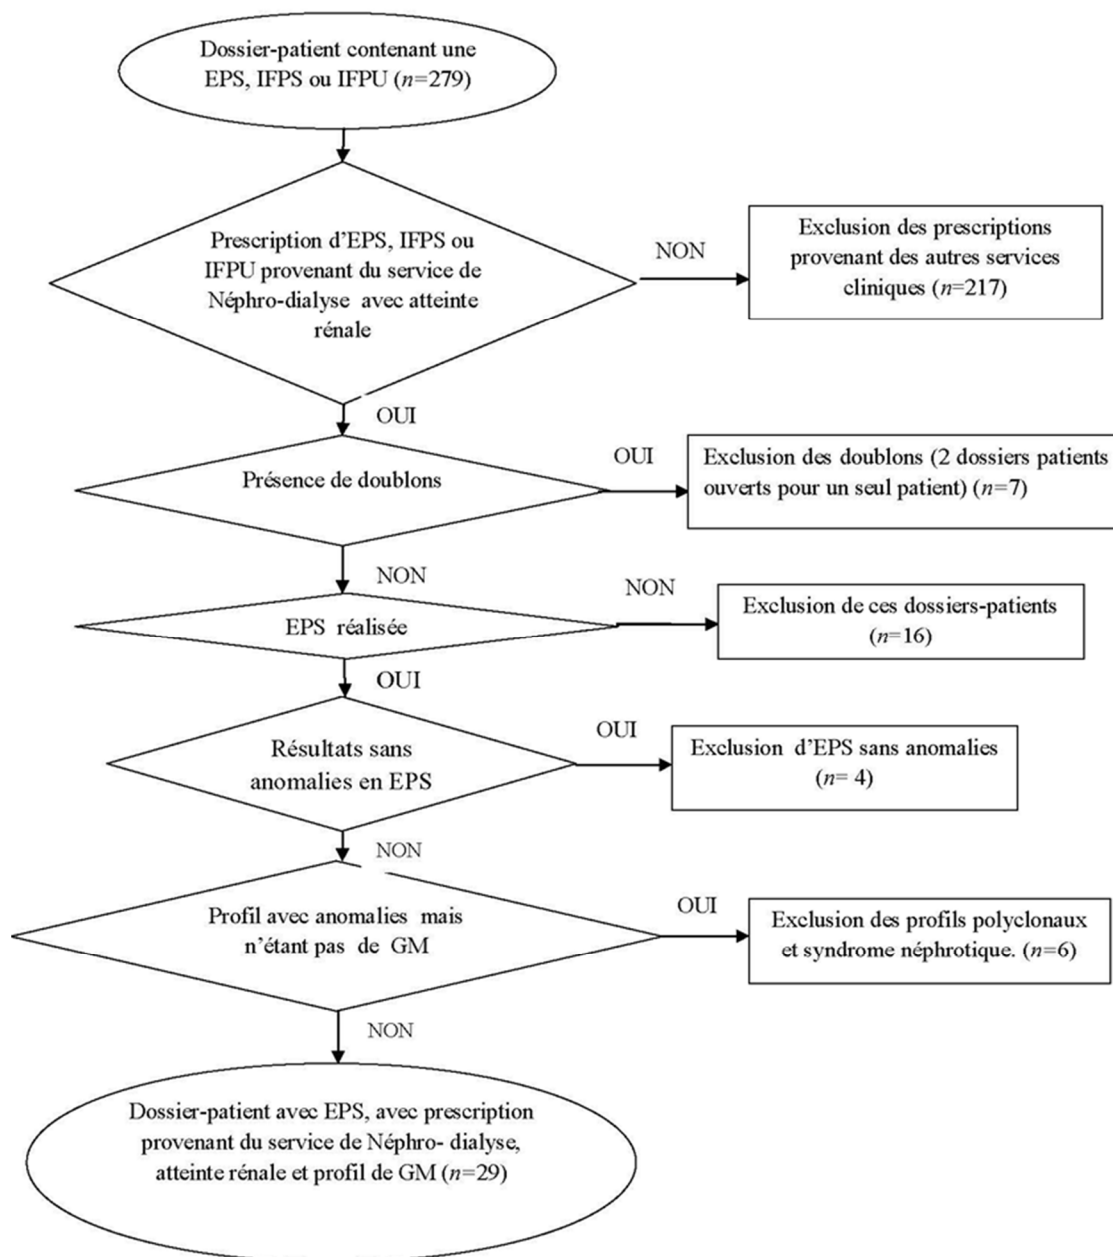 Dossier-patient contenant une
EPS, IFPS ou IFPU (n=279)
Prescription d'EPS, IFPS ou
IFPU provenant du service de
Néphro-dialyse avec atteinte
rénale
NON
Exclusion des prescriptions
provenant des autres services
cliniques (n=217)
OUI
Présence de doublons
OUI
Exclusion des doublons (2 dossiers patients
ouverts pour un seul patient) (n=7)
NON
EPS réalisée
NON
Exclusion de ces dossiers-patients
(n=16)
OUI
Résultats sans
anomalies en EPS
OUI
Exclusion d'EPS sans anomalies
(n= 4)
NON
Profil avec anomalies mais
n'étant pas de GM
OUI
Exclusion des profils polyclonaux
et syndrome néphrotique. (n=6)
NON
Dossier-patient avec EPS, avec prescription
provenant du service de Néphro- dialyse,
atteinte rénale et profil de GM (n=29)